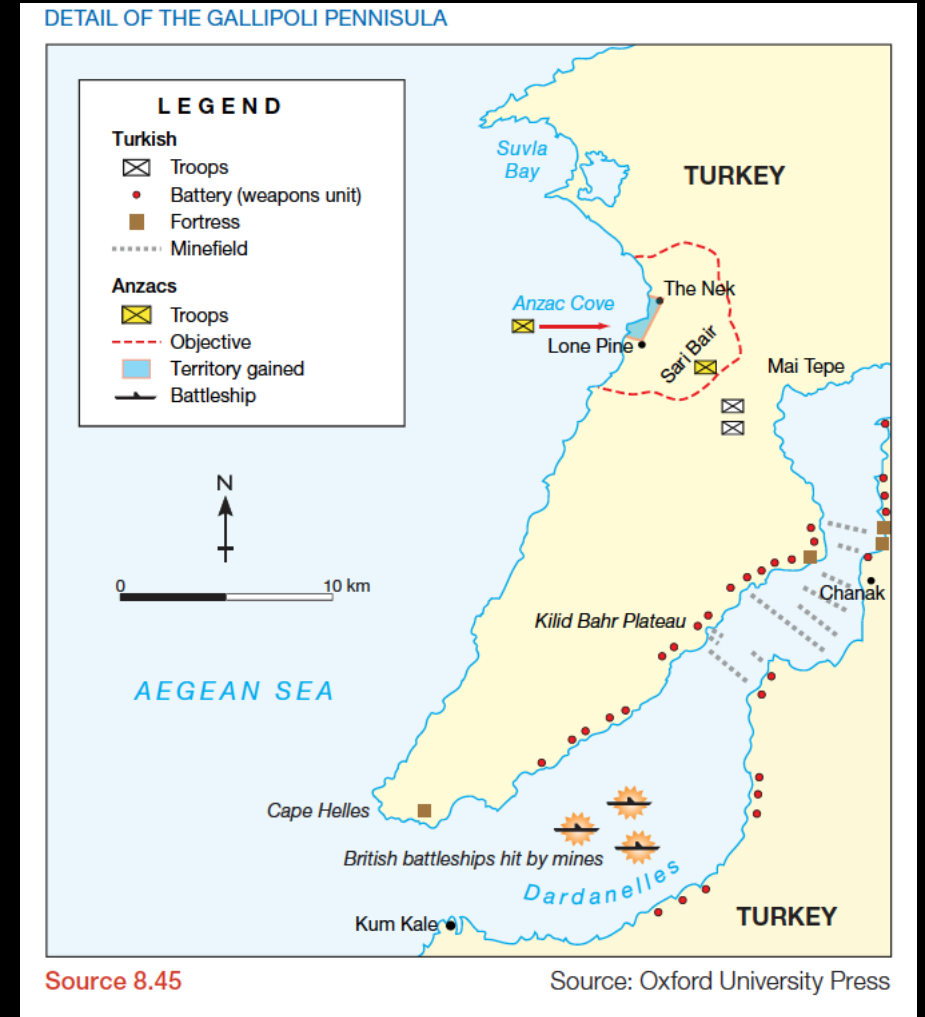 DETAIL OF THE GALLIPOLI PENNISULA
LEGEND
Turkish
Troops
Battery (weapons unit)
Fortress
Minefield
Anzacs
Troops
Objective
Territory gained
Battleship
N
0 10 km
Suvla
Bay
TURKEY
The Nek
Anzac Cove
Lone Pine
Sari Bair
Mai Tepe
Chanak
Kilid Bahr Plateau
AEGEAN SEA
Cape Helles
British battleships hit by mines
Dardanelles
Kum Kale
TURKEY
Source 8.45
Source: Oxford University Press